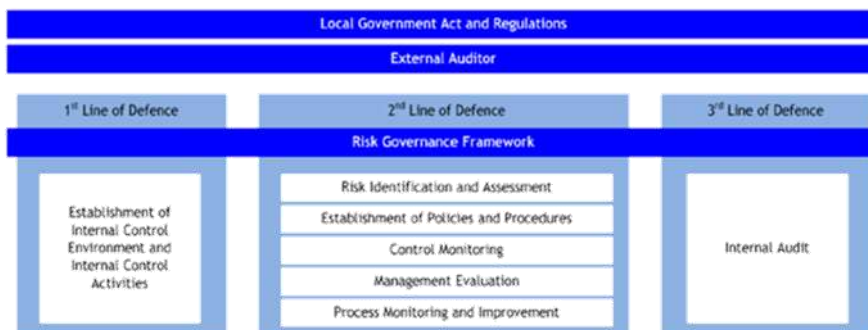 Local Government Act and Regulations
External Auditor
1st Line of Defence
2nd Line of Defence
3rd Line of Defence
Risk Governance Framework
Establishment of
Internal Control
Environment and
Internal Control
Activities
Risk Identification and Assessment
Establishment of Policies and Procedures
Control Monitoring
Management Evaluation
Process Monitoring and Improvement
Internal Audit